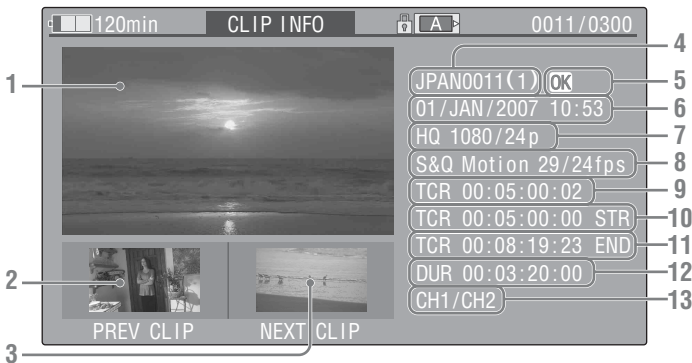 120min CLIP INFO A 0011/0300
4
1 JPAN0011(1) OK 5
01/JAN/2007 10:53 6
HQ 1080/24p 7
S&Q Motion 29/24fps 8
TCR 00:05:00:02 9
TCR 00:05:00:00 STR 10
TCR 00:08:19:23 END 11
2 DUR 00:03:20:00 12
CH1/CH2 13
PREV CLIP NEXT CLIP
3